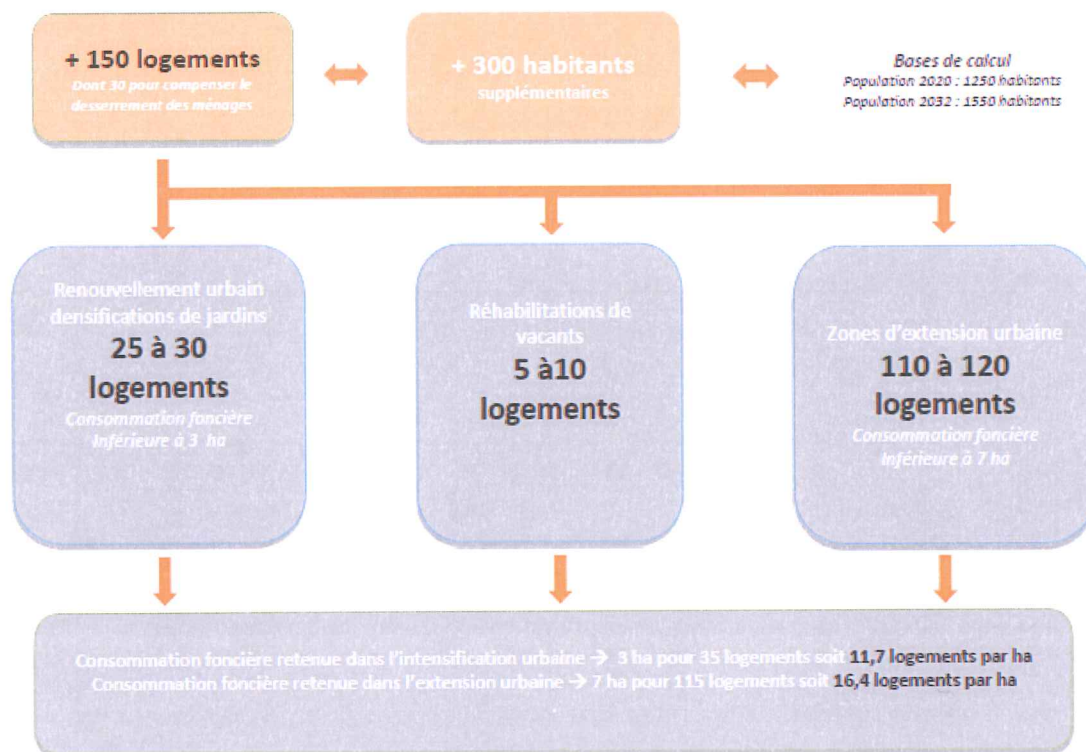 + 150 logements
Dont 30 pour compenser le
desserrement des ménages
+ 300 habitants
supplémentaires
Bases de calcul
Population 2020 : 1250 habitants
Population 2032 : 1550 habitants
Renouvellement urbain
densifications de jardins
25 à 30
logements
Consommation foncière
Inférieure à 3 ha
Réhabilitations de
vacants
5 à10
logements
Zones d'extension urbaine
110 à 120
logements
Consommation foncière
Inférieure à 7 ha
Consommation foncière retenue dans l'intensification urbaine → 3 ha pour 35 logements soit 11,7 logements par ha
Consommation foncière retenue dans l'extension urbaine → 7 ha pour 115 logements soit 16,4 logements par ha